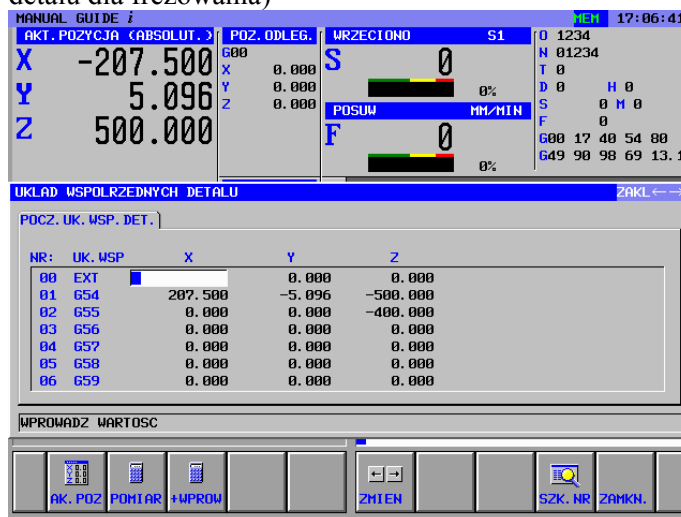 detalu dla frezowania)
MANUAL GUIDE i MEM 17:06:41
AKT.POZYCJA (ABSOLUT.) POZ.ODLEG. WRZECIONO S1 O 1234
X -207.500 G00 S 0 N 01234
X 0.000 T 0
Y 5.096 Y 0.000 0% D 0 H 0
Z 0.000 POSUW MM/MIN S 0 M 0
Z 500.000 F 0 F 0
G00 17 40 54 80
0% G49 90 98 69 13.1
UKLAD WSPOLRZEDNYCH DETALU ZAKL←→
POCZ.UK.WSP.DET.
NR: UK.WSP X Y Z
00 EXT 0.000 0.000
01 G54 207.500 -5.096 -500.000
02 G55 0.000 0.000 -400.000
03 G56 0.000 0.000 0.000
04 G57 0.000 0.000 0.000
05 G58 0.000 0.000 0.000
06 G59 0.000 0.000 0.000
WPROWADZ WARTOSC
AK.POZ POMIAR +WPROW ZMIEN SZK.NR ZAMKN.